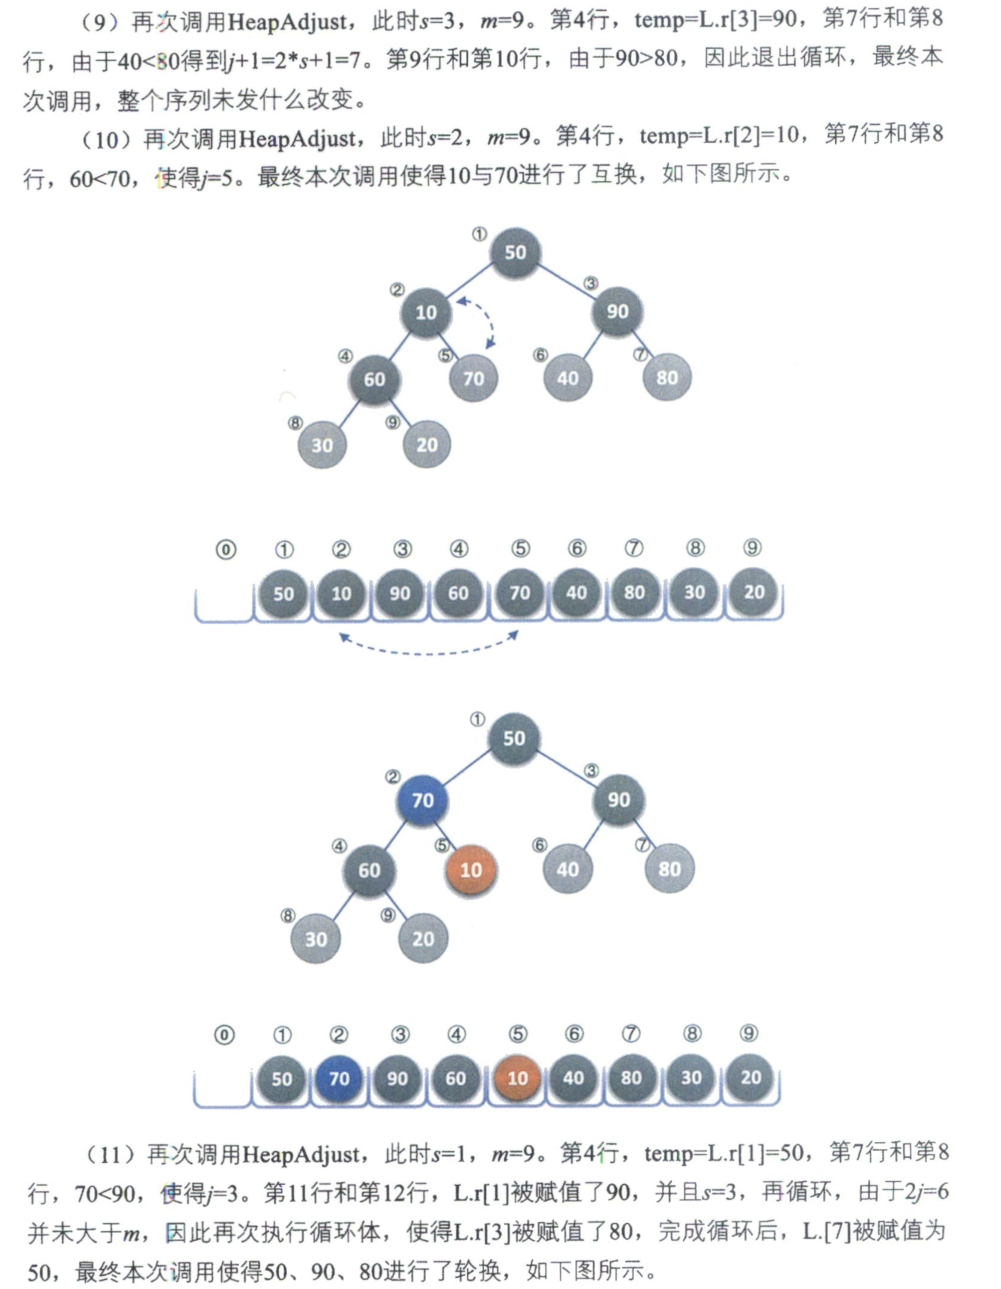 （9）再次调用HeapAdjust，此时s=3，m=9。第4行，temp=L.r[3]=90，第7行和第8
行，由于40<80得到j+1=2*s+1=7。第9行和第10行，由于90>80，因此退出循环，最终本
次调用，整个序列未发什么改变。
（10）再次调用HeapAdjust，此时s=2，m=9。第4行，temp=L.r[2]=10，第7行和第8
行，60<70，使得j=5。最终本次调用使得10与70进行了互换，如下图所示。
① 50
② 10 ③ 90
④ 60 ⑤ 70 ⑥ 40 ⑦ 80
⑧ 30 ⑨ 20
⓪ ① ② ③ ④ ⑤ ⑥ ⑦ ⑧ ⑨
50 10 90 60 70 40 80 30 20
① 50
② 70 ③ 90
④ 60 ⑤ 10 ⑥ 40 ⑦ 80
⑧ 30 ⑨ 20
⓪ ① ② ③ ④ ⑤ ⑥ ⑦ ⑧ ⑨
50 70 90 60 10 40 80 30 20
（11）再次调用HeapAdjust，此时s=1，m=9。第4行，temp=L.r[1]=50，第7行和第8
行，70<90，使得j=3。第11行和第12行，L.r[1]被赋值了90，并且s=3，再循环，由于2j=6
并未大于m，因此再次执行循环体，使得L.r[3]被赋值了80，完成循环后，L.[7]被赋值为
50，最终本次调用使得50、90、80进行了轮换，如下图所示。